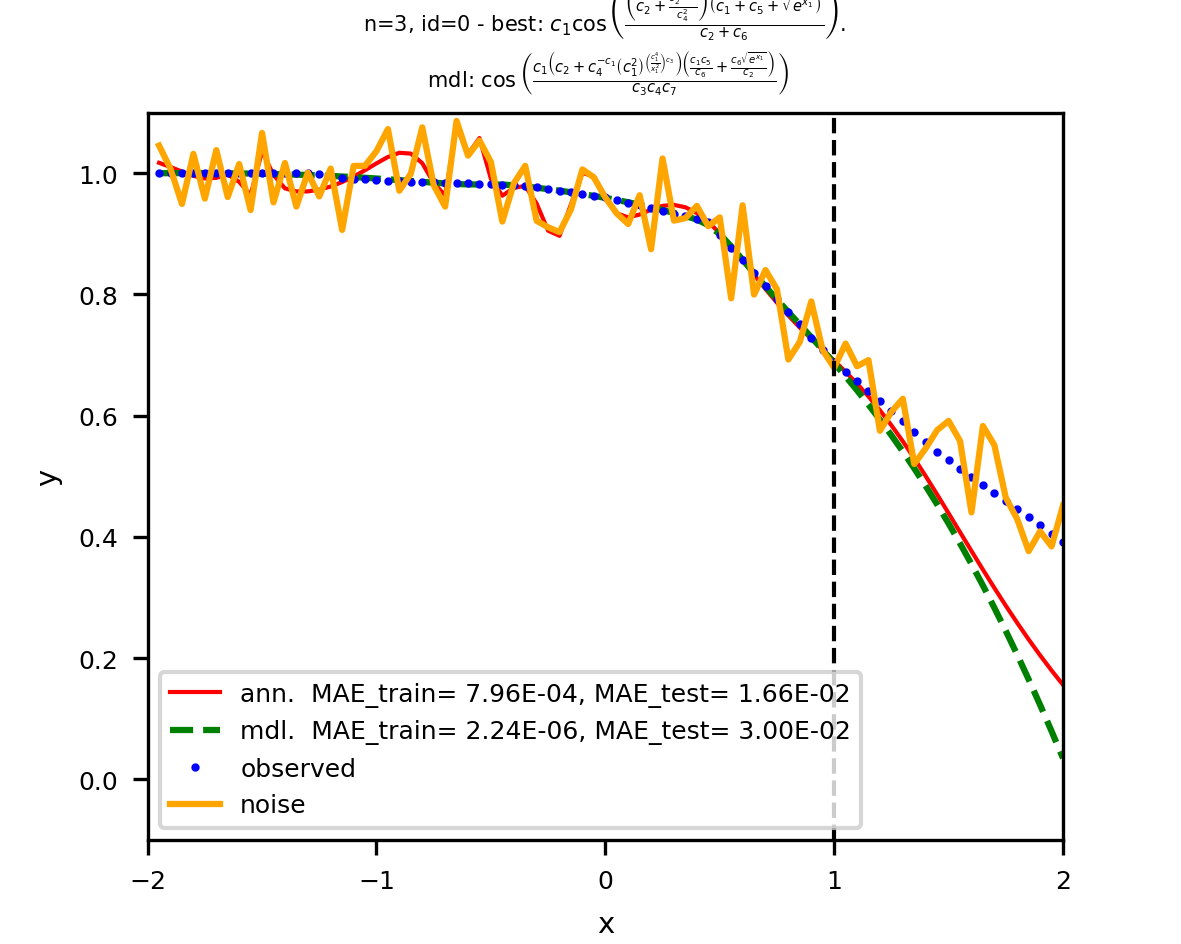 n=3, id=0 - best: c₁cos(((c₂+c₂/c₄²)(c₁+c₅+√e^x₁))/(c₂+c₆)).
mdl: cos((c₁(c₂+c₄^(-c₁)(c₁²)^((c₁⁴/x₁²)^c₃))(c₁c₅/c₆+c₆√e^x₁/c₂))/(c₃c₄c₇))
1.0
0.8
0.6
0.4
0.2
0.0
y
ann. MAE_train= 7.96E-04, MAE_test= 1.66E-02
mdl. MAE_train= 2.24E-06, MAE_test= 3.00E-02
observed
noise
−2 −1 0 1 2
x